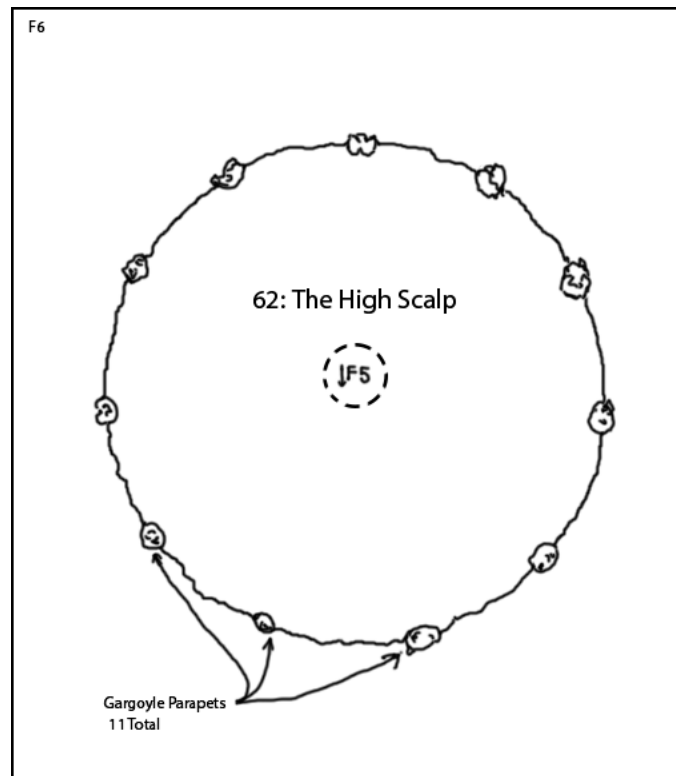 F6
62: The High Scalp
↓F5
Gargoyle Parapets
11 Total